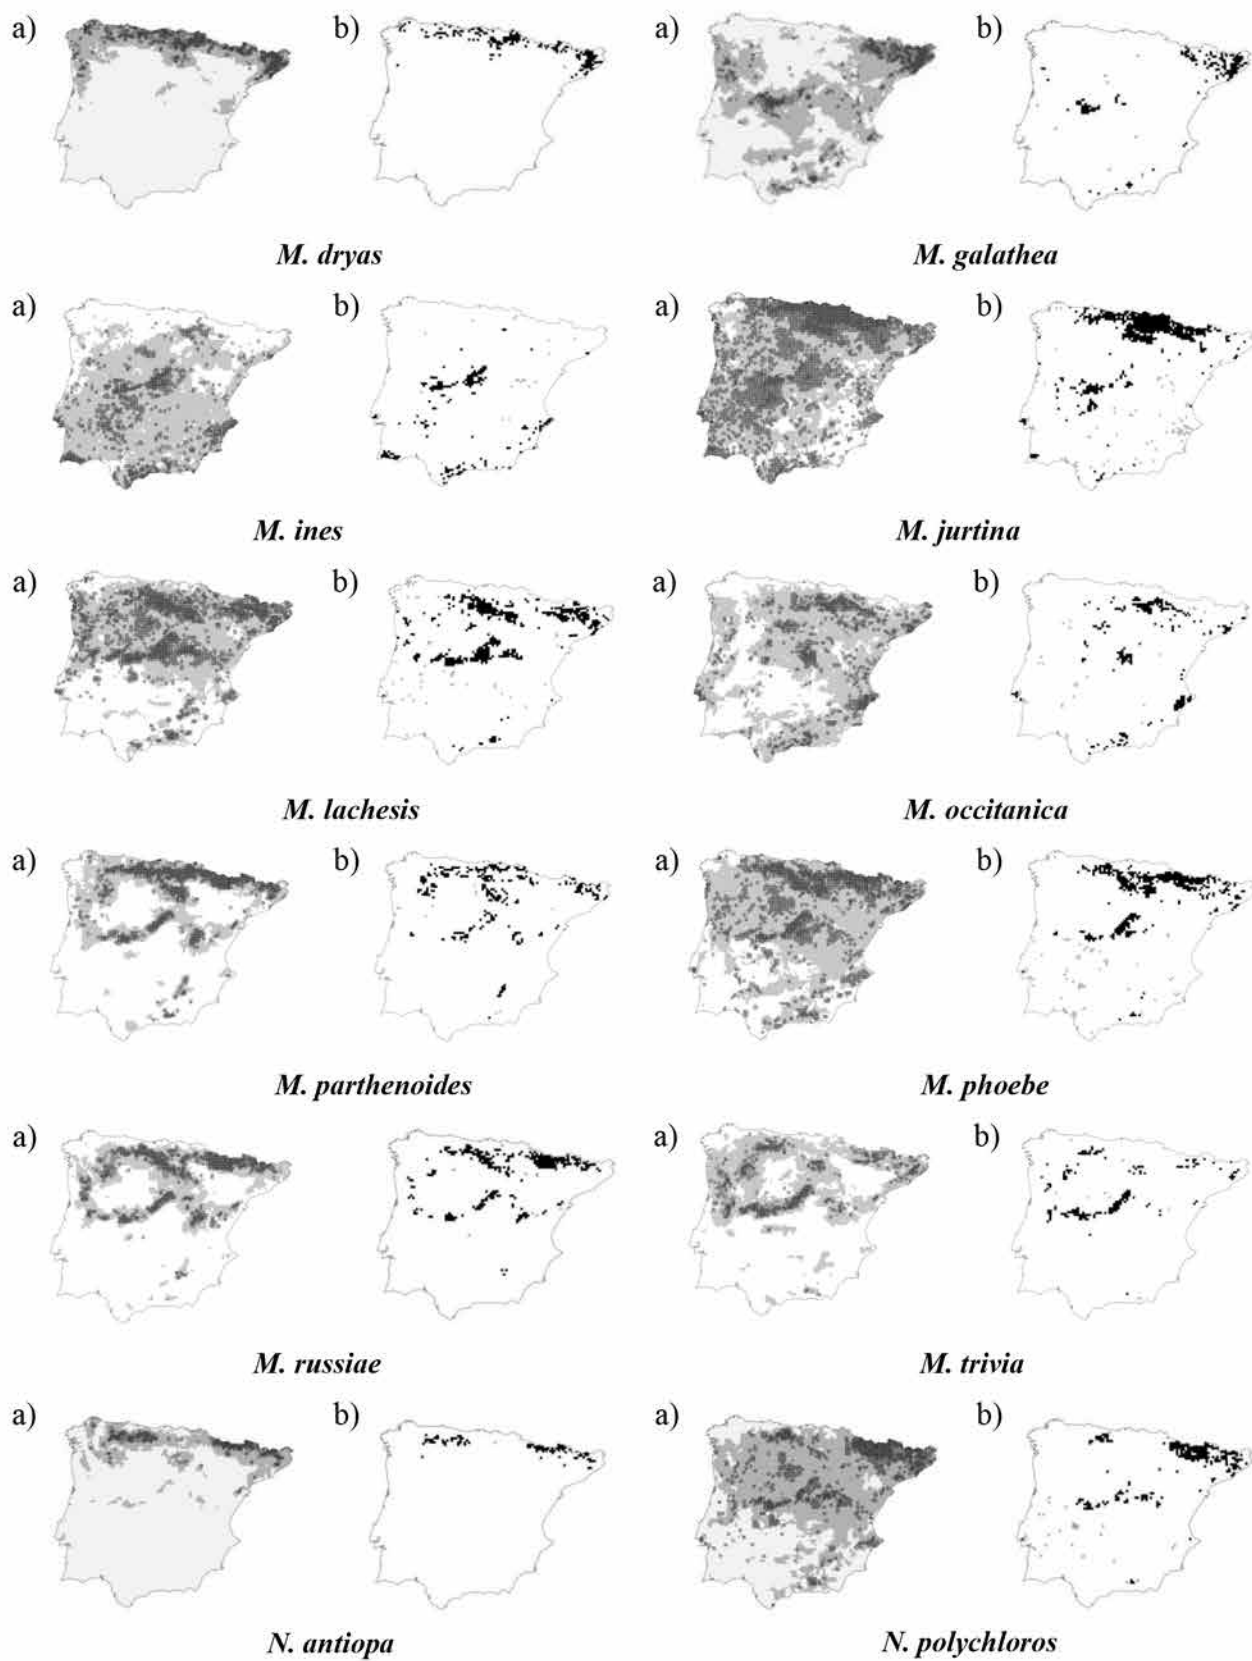 a) b) a) b)
M. dryas M. galathea
a) b) a) b)
M. ines M. jurtina
a) b) a) b)
M. lachesis M. occitanica
a) b) a) b)
M. parthenoides M. phoebe
a) b) a) b)
M. russiae M. trivia
a) b) a) b)
N. antiopa N. polychloros